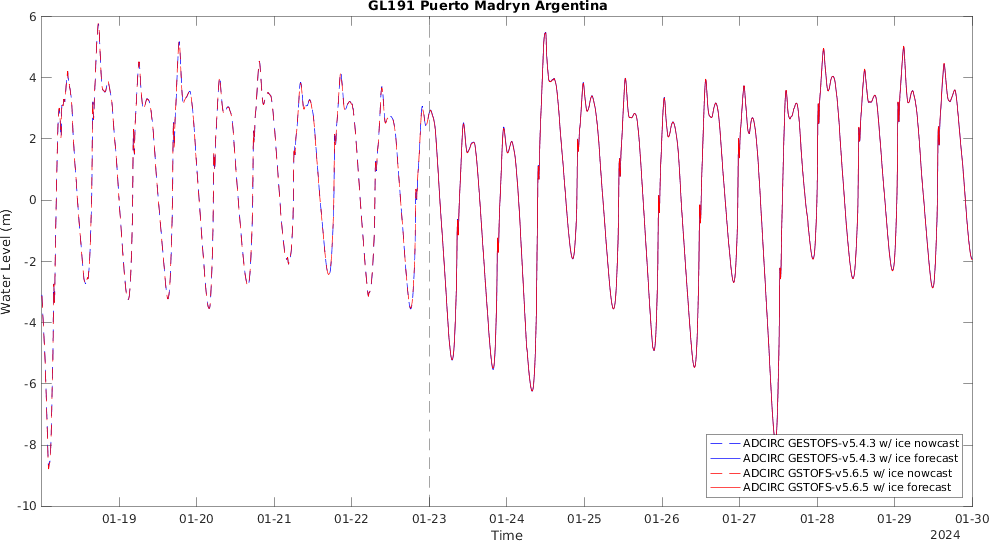 GL191 Puerto Madryn Argentina
6
4
2
0
-2
-4
-6
-8
-10
Water Level (m)
ADCIRC GESTOFS-v5.4.3 w/ ice nowcast
ADCIRC GESTOFS-v5.4.3 w/ ice forecast
ADCIRC GSTOFS-v5.6.5 w/ ice nowcast
ADCIRC GSTOFS-v5.6.5 w/ ice forecast
01-19 01-20 01-21 01-22 01-23 01-24 01-25 01-26 01-27 01-28 01-29 01-30
Time
2024